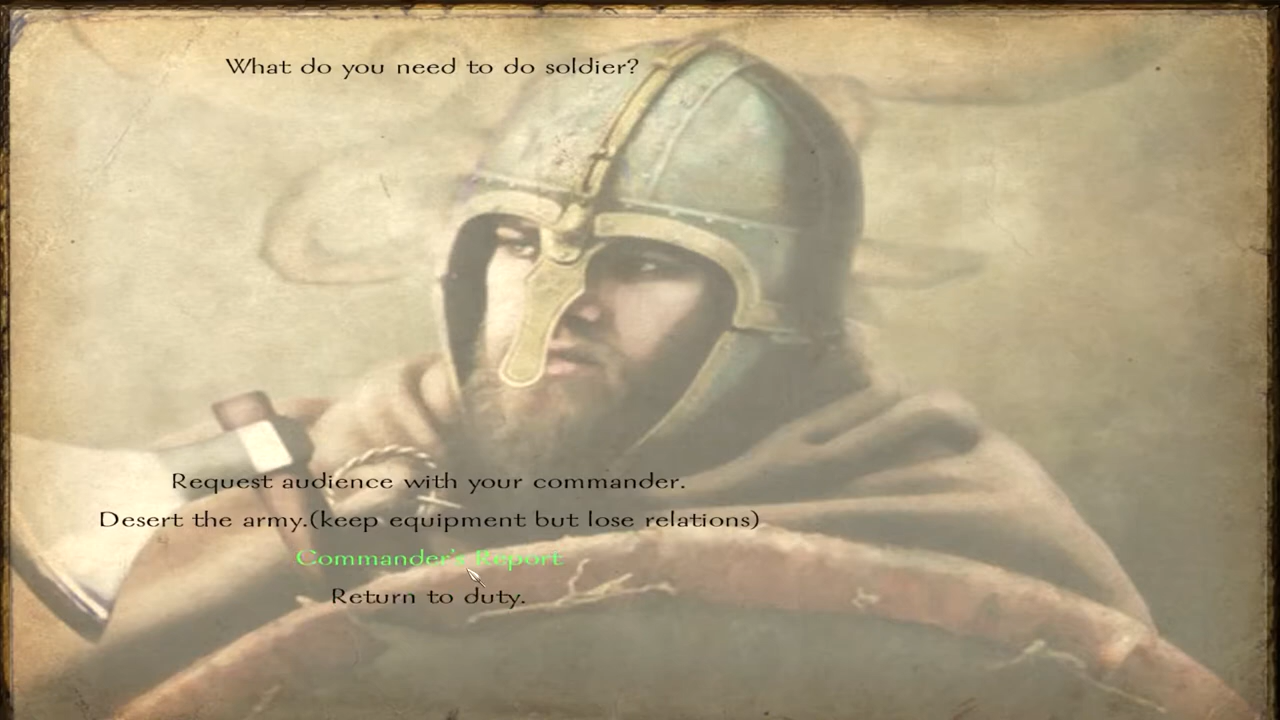 What do you need to do soldier?
Request audience with your commander.
Desert the army.(keep equipment but lose relations)
Commander's Report
Return to duty.